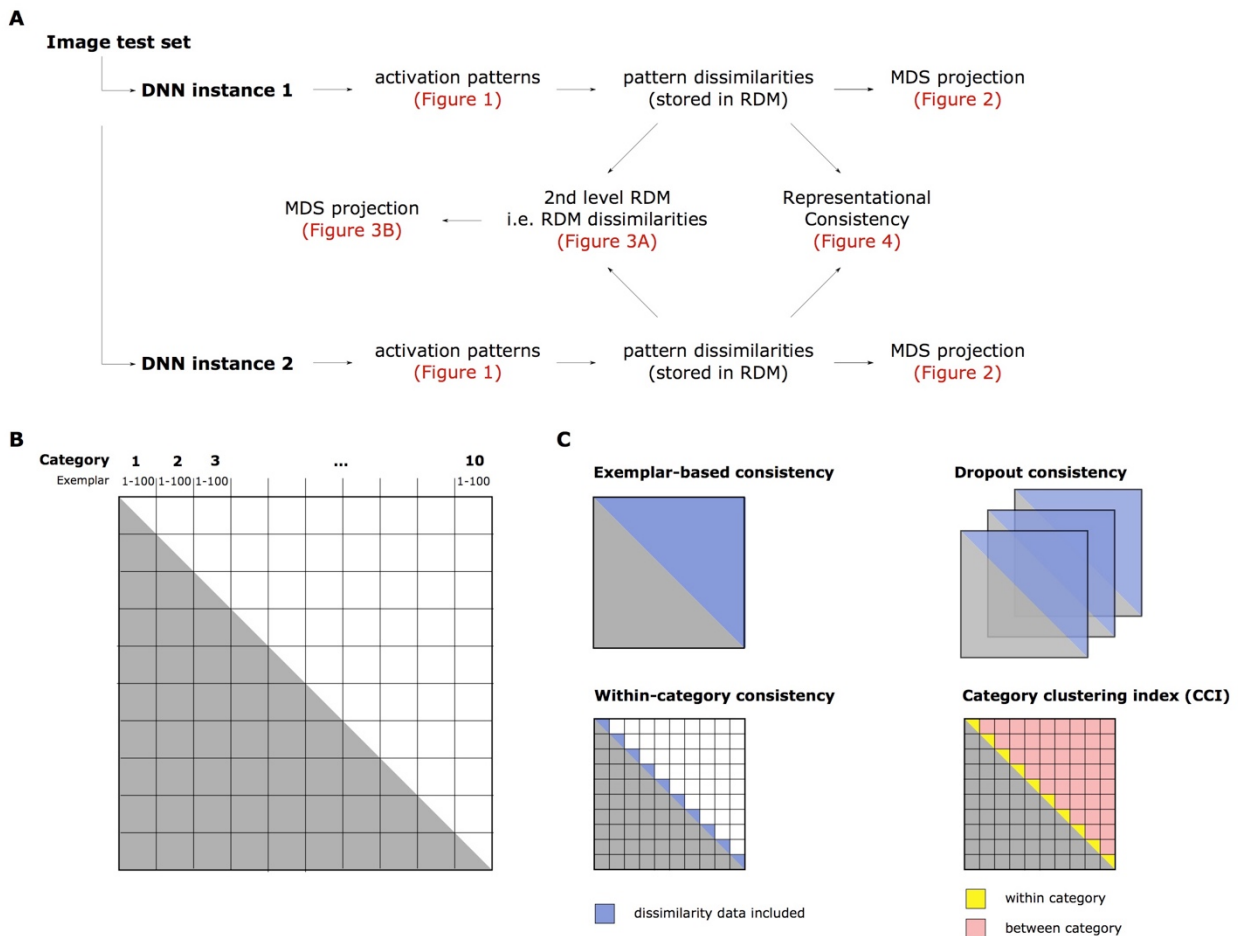 A
Image test set
DNN instance 1
activation patterns
(Figure 1)
pattern dissimilarities
(stored in RDM)
MDS projection
(Figure 2)
MDS projection
(Figure 3B)
2nd level RDM
i.e. RDM dissimilarities
(Figure 3A)
Representational
Consistency
(Figure 4)
DNN instance 2
activation patterns
(Figure 1)
pattern dissimilarities
(stored in RDM)
MDS projection
(Figure 2)
B
Category 1 2 3 ... 10
Exemplar 1-100 1-100 1-100 1-100
C
Exemplar-based consistency
Dropout consistency
Within-category consistency
Category clustering index (CCI)
dissimilarity data included
within category
between category